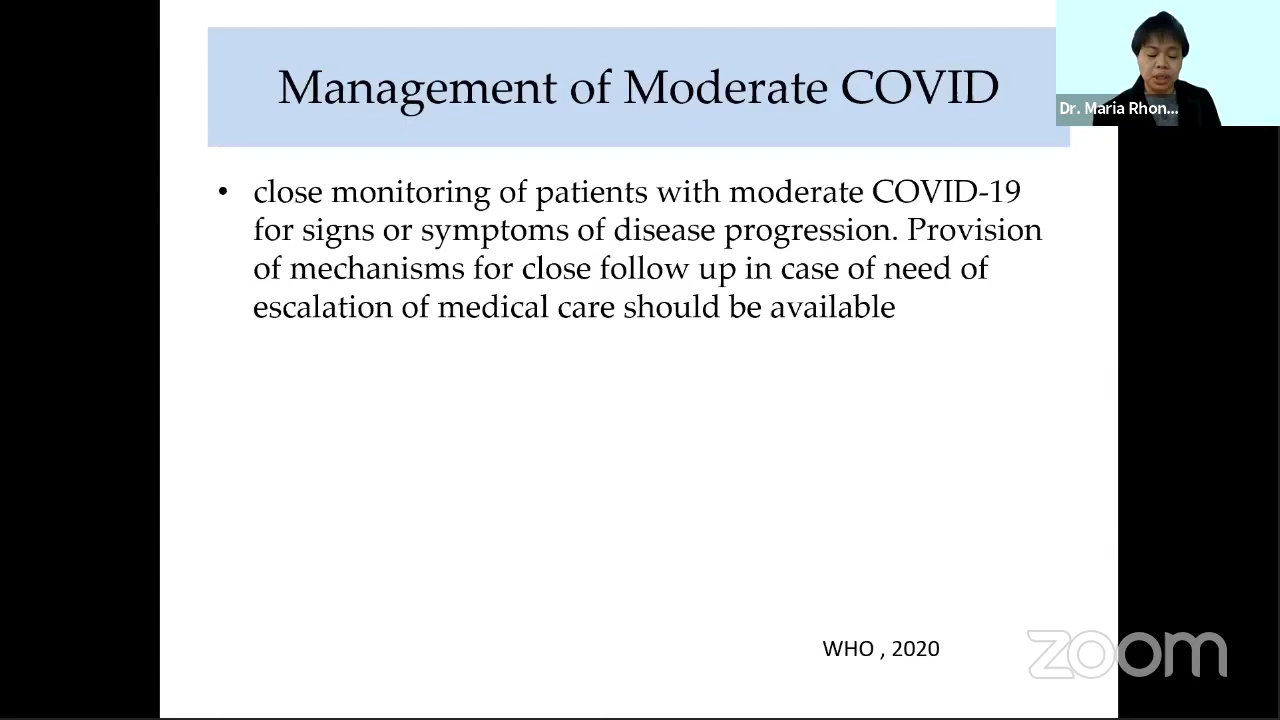 Management of Moderate COVID
Dr. Maria Rhon...
• close monitoring of patients with moderate COVID-19
for signs or symptoms of disease progression. Provision
of mechanisms for close follow up in case of need of
escalation of medical care should be available
WHO , 2020
zoom